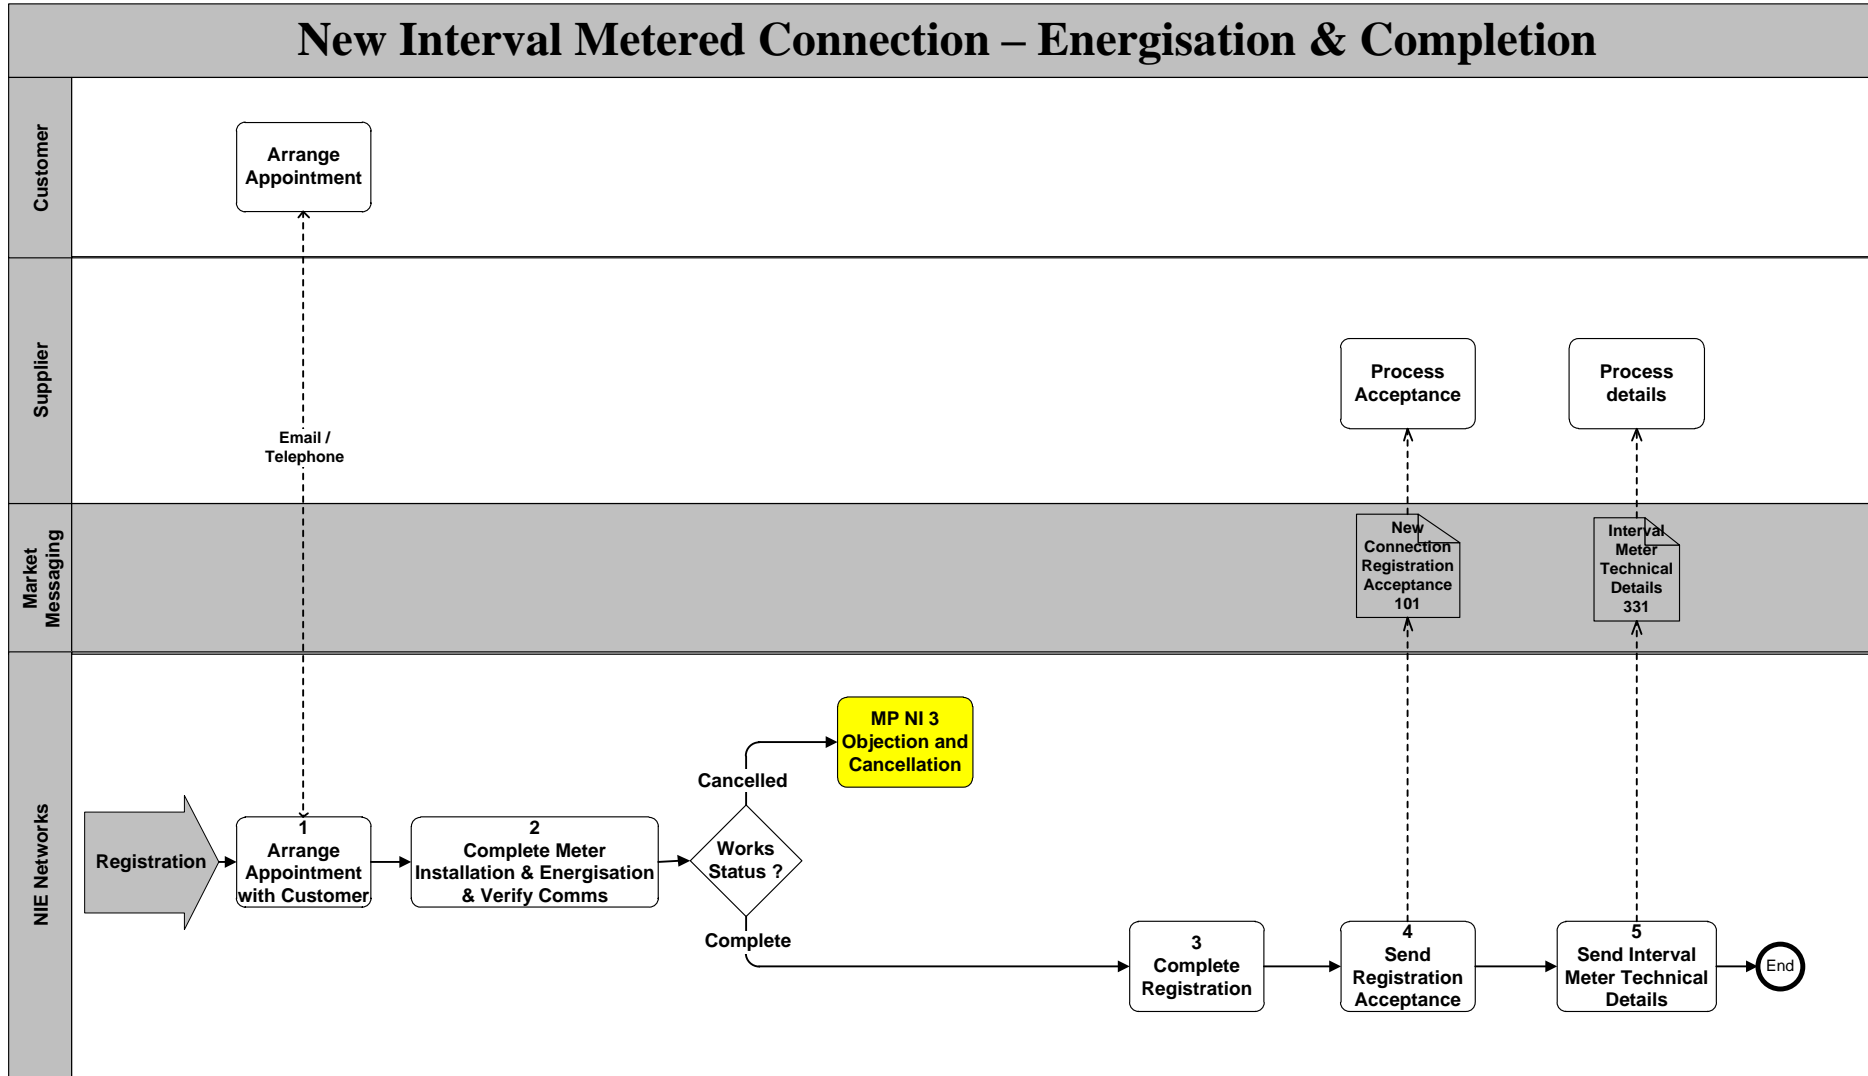 New Interval Metered Connection – Energisation & Completion
Customer
Arrange
Appointment
Supplier
Email /
Telephone
Process
Acceptance
Process
details
Market
Messaging
New
Connection
Registration
Acceptance
101
Interval
Meter
Technical
Details
331
NIE Networks
Registration
1
Arrange
Appointment
with Customer
2
Complete Meter
Installation & Energisation
& Verify Comms
Works
Status ?
Cancelled
MP NI 3
Objection and
Cancellation
Complete
3
Complete
Registration
4
Send
Registration
Acceptance
5
Send Interval
Meter Technical
Details
End